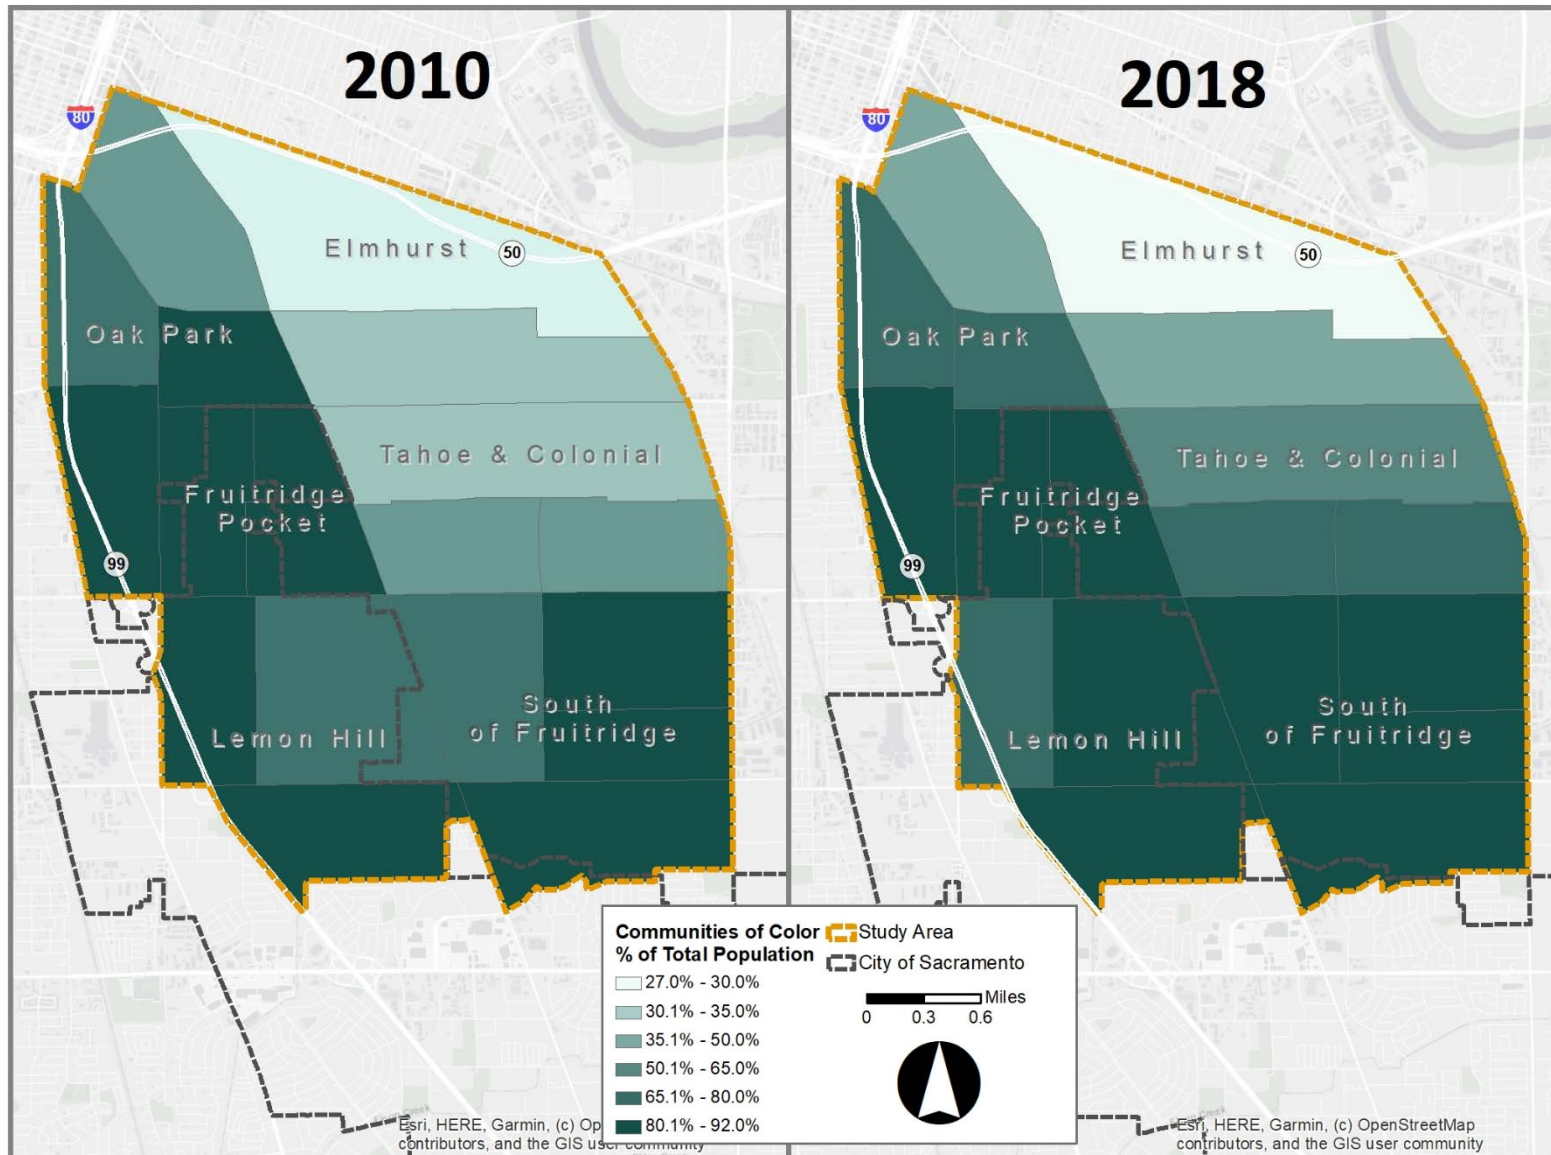 2010
2018
80
80
Elmhurst
50
Elmhurst
50
Oak Park
Oak Park
Tahoe & Colonial
Tahoe & Colonial
Fruitridge
Pocket
Fruitridge
Pocket
99
99
South
of Fruitridge
South
of Fruitridge
Lemon Hill
Lemon Hill
Communities of Color
% of Total Population
27.0% - 30.0%
30.1% - 35.0%
35.1% - 50.0%
50.1% - 65.0%
65.1% - 80.0%
80.1% - 92.0%
Study Area
City of Sacramento
Miles
0 0.3 0.6
Esri, HERE, Garmin, (c)
contributors, and the GIS user community
Esri, HERE, Garmin, (c) OpenStreetMap
contributors, and the GIS user community